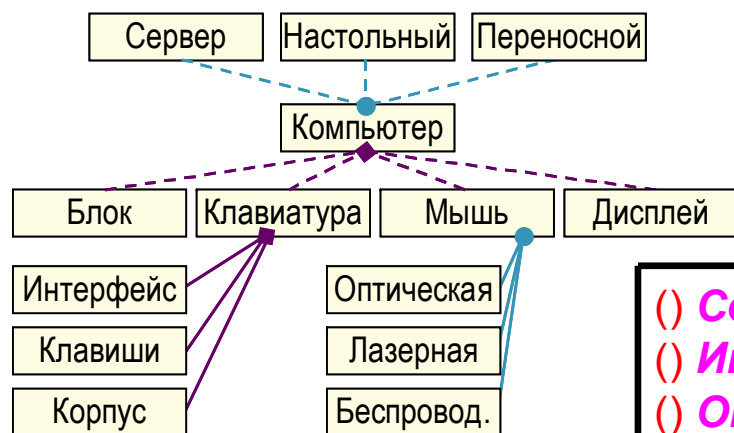 Сервер Настольный Переносной
Компьютер
Блок Клавиатура Мышь Дисплей
Интерфейс Оптическая
Клавиши Лазерная
Корпус Беспровод.
()
()
()